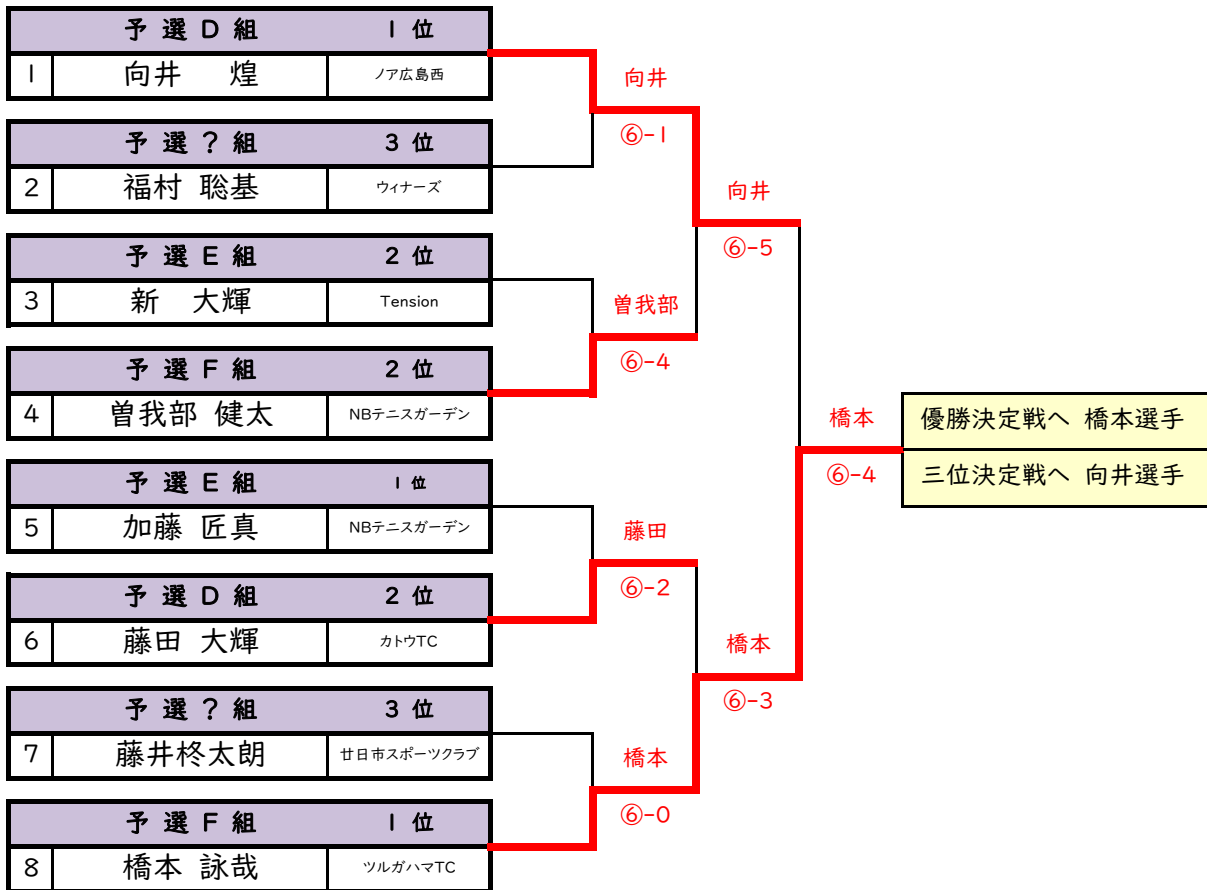 予選D組 1位
1 向井 煌 ノア広島西
向井
⑥-1
予選?組 3位
2 福村 聡基 ウィナーズ
向井
⑥-5
予選E組 2位
3 新 大輝 Tension
曽我部
⑥-4
予選F組 2位
4 曽我部 健太 NBテニスガーデン
橋本
⑥-4
優勝決定戦へ 橋本選手
三位決定戦へ 向井選手
予選E組 1位
5 加藤 匠真 NBテニスガーデン
藤田
⑥-2
予選D組 2位
6 藤田 大輝 カトウTC
橋本
⑥-3
予選?組 3位
7 藤井柊太朗 廿日市スポーツクラブ
橋本
⑥-0
予選F組 1位
8 橋本 詠哉 ツルガハマTC